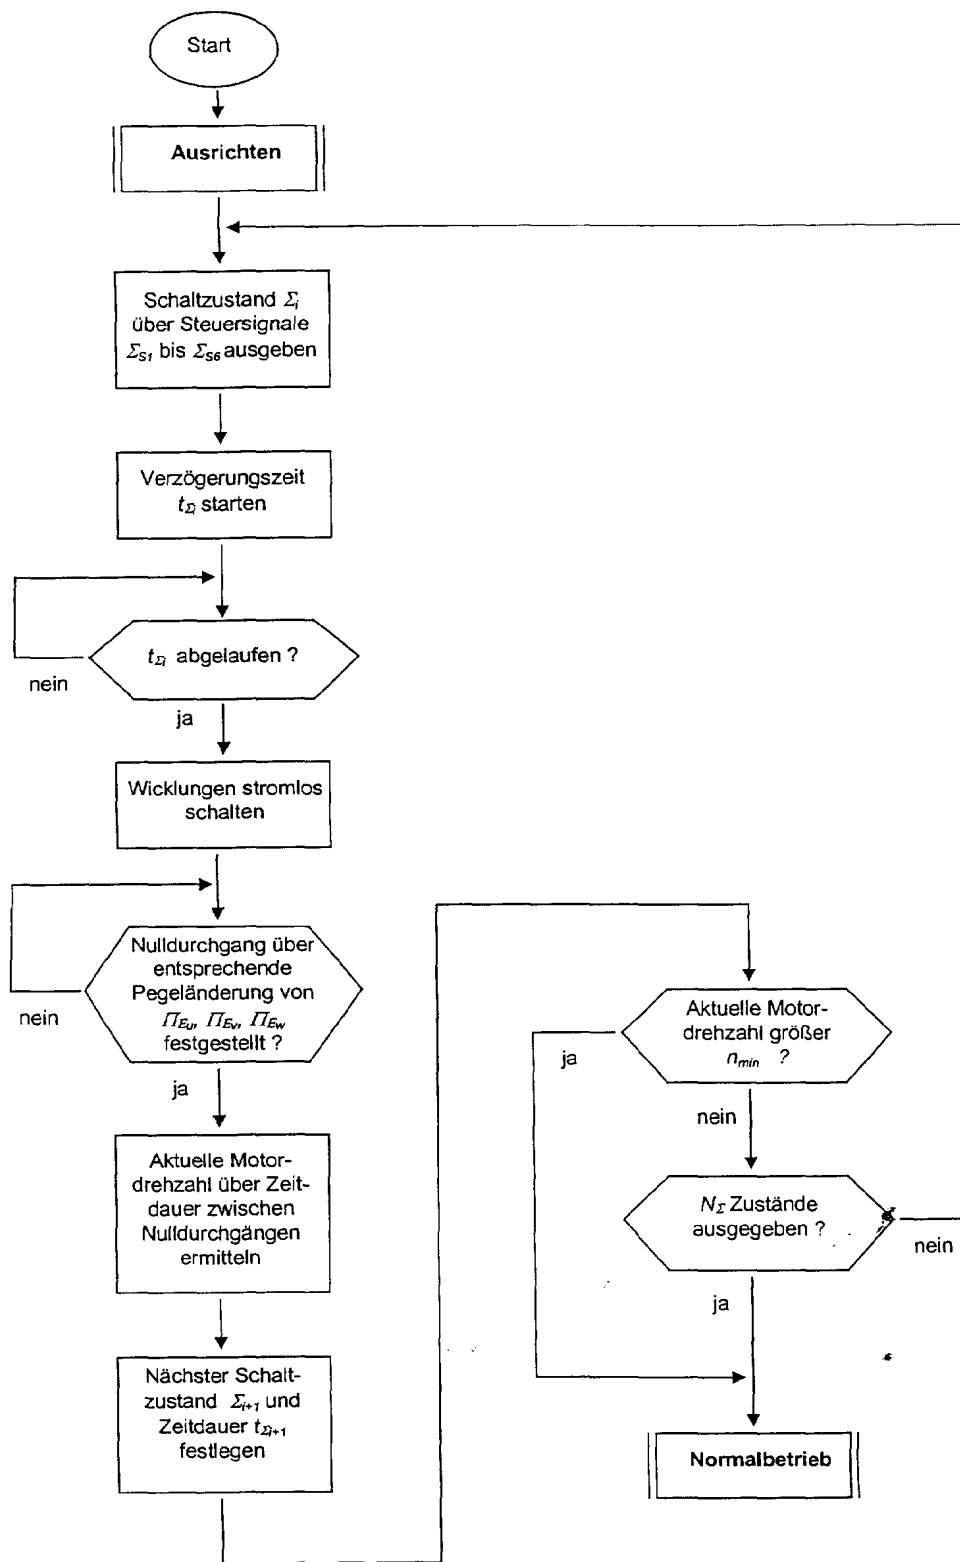 Start
Ausrichten
Schaltzustand Σi
über Steuersignale
ΣS1 bis ΣS6 ausgeben
Verzögerungszeit
tΣi starten
tΣi abgelaufen ?
nein
ja
Wicklungen stromlos
schalten
Nulldurchgang über
entsprechende
Pegeländerung von
ΠEu, ΠEv, ΠEw
festgestellt ?
nein
ja
Aktuelle Motor-
drehzahl über Zeit-
dauer zwischen
Nulldurchgängen
ermitteln
Nächster Schalt-
zustand Σi+1 und
Zeitdauer tΣi+1
festlegen
Aktuelle Motor-
drehzahl größer
nmin ?
ja
nein
NΣ Zustände
ausgegeben ?
nein
ja
Normalbetrieb